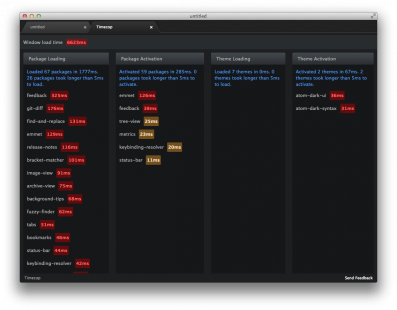 untitled
untitled
Timecop
Window load time 6625ms
Package Loading
Loaded 67 packages in 1777ms.
26 packages took longer than 5ms
to load.
feedback 325ms
git-diff 176ms
find-and-replace 131ms
emmet 129ms
release-notes 116ms
bracket-matcher 101ms
image-view 81ms
archive-view 75ms
background-tips 68ms
fuzzy-finder 62ms
tabs 51ms
bookmarks 46ms
status-bar 44ms
keybinding-resolver 42ms
Package Activation
Activated 59 packages in 285ms. 0
packages took longer than 5ms to
activate.
emmet 120ms
feedback 38ms
tree-view 25ms
metrics 23ms
keybinding-resolver 20ms
status-bar 11ms
Theme Loading
Loaded 7 themes in 0ms. 0
themes took longer than 5ms to
load.
Theme Activation
Activated 2 themes in 67ms. 2
themes took longer than 5ms to
activate.
atom-dark-ui 36ms
atom-dark-syntax 31ms
Timecop
Send Feedback